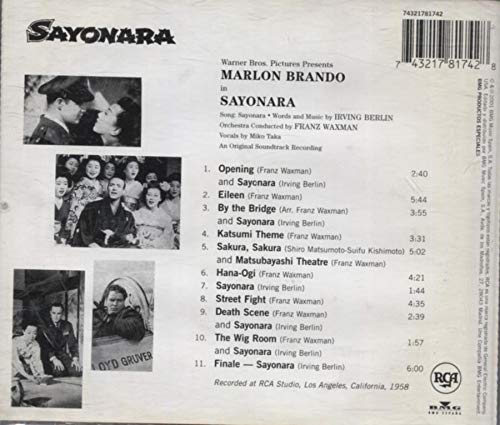 SAYONARA
74321781742
7 43217 81742 8
Warner Bros. Pictures Presents
MARLON BRANDO
in
SAYONARA
Song: Sayonara • Words and Music by IRVING BERLIN
Orchestra Conducted by FRANZ WAXMAN
Vocals by Miko Taka
An Original Soundtrack Recording
1. Opening (Franz Waxman)
and Sayonara (Irving Berlin) 2:40
2. Eileen (Franz Waxman) 5:44
3. By the Bridge (Arr. Franz Waxman) 3:55
and Sayonara (Irving Berlin)
4. Katsumi Theme (Franz Waxman) 3:31
5. Sakura, Sakura (Shiro Matsumoto-Suifu Kishimoto) 5:02
and Matsubayashi Theatre (Franz Waxman)
6. Hana-Ogi (Franz Waxman) 4:21
7. Sayonara (Irving Berlin) 1:44
8. Street Fight (Franz Waxman) 4:35
9. Death Scene (Franz Waxman) 2:39
and Sayonara (Irving Berlin)
10. The Wig Room (Franz Waxman) 1:57
and Sayonara (Irving Berlin)
11. Finale — Sayonara (Irving Berlin) 6:00
Recorded at RCA Studio, Los Angeles, California, 1958
LOYD GRUVER
RCA
BMG
BMG ESPAÑA
BMG PRODUCTOS ESPECIALES